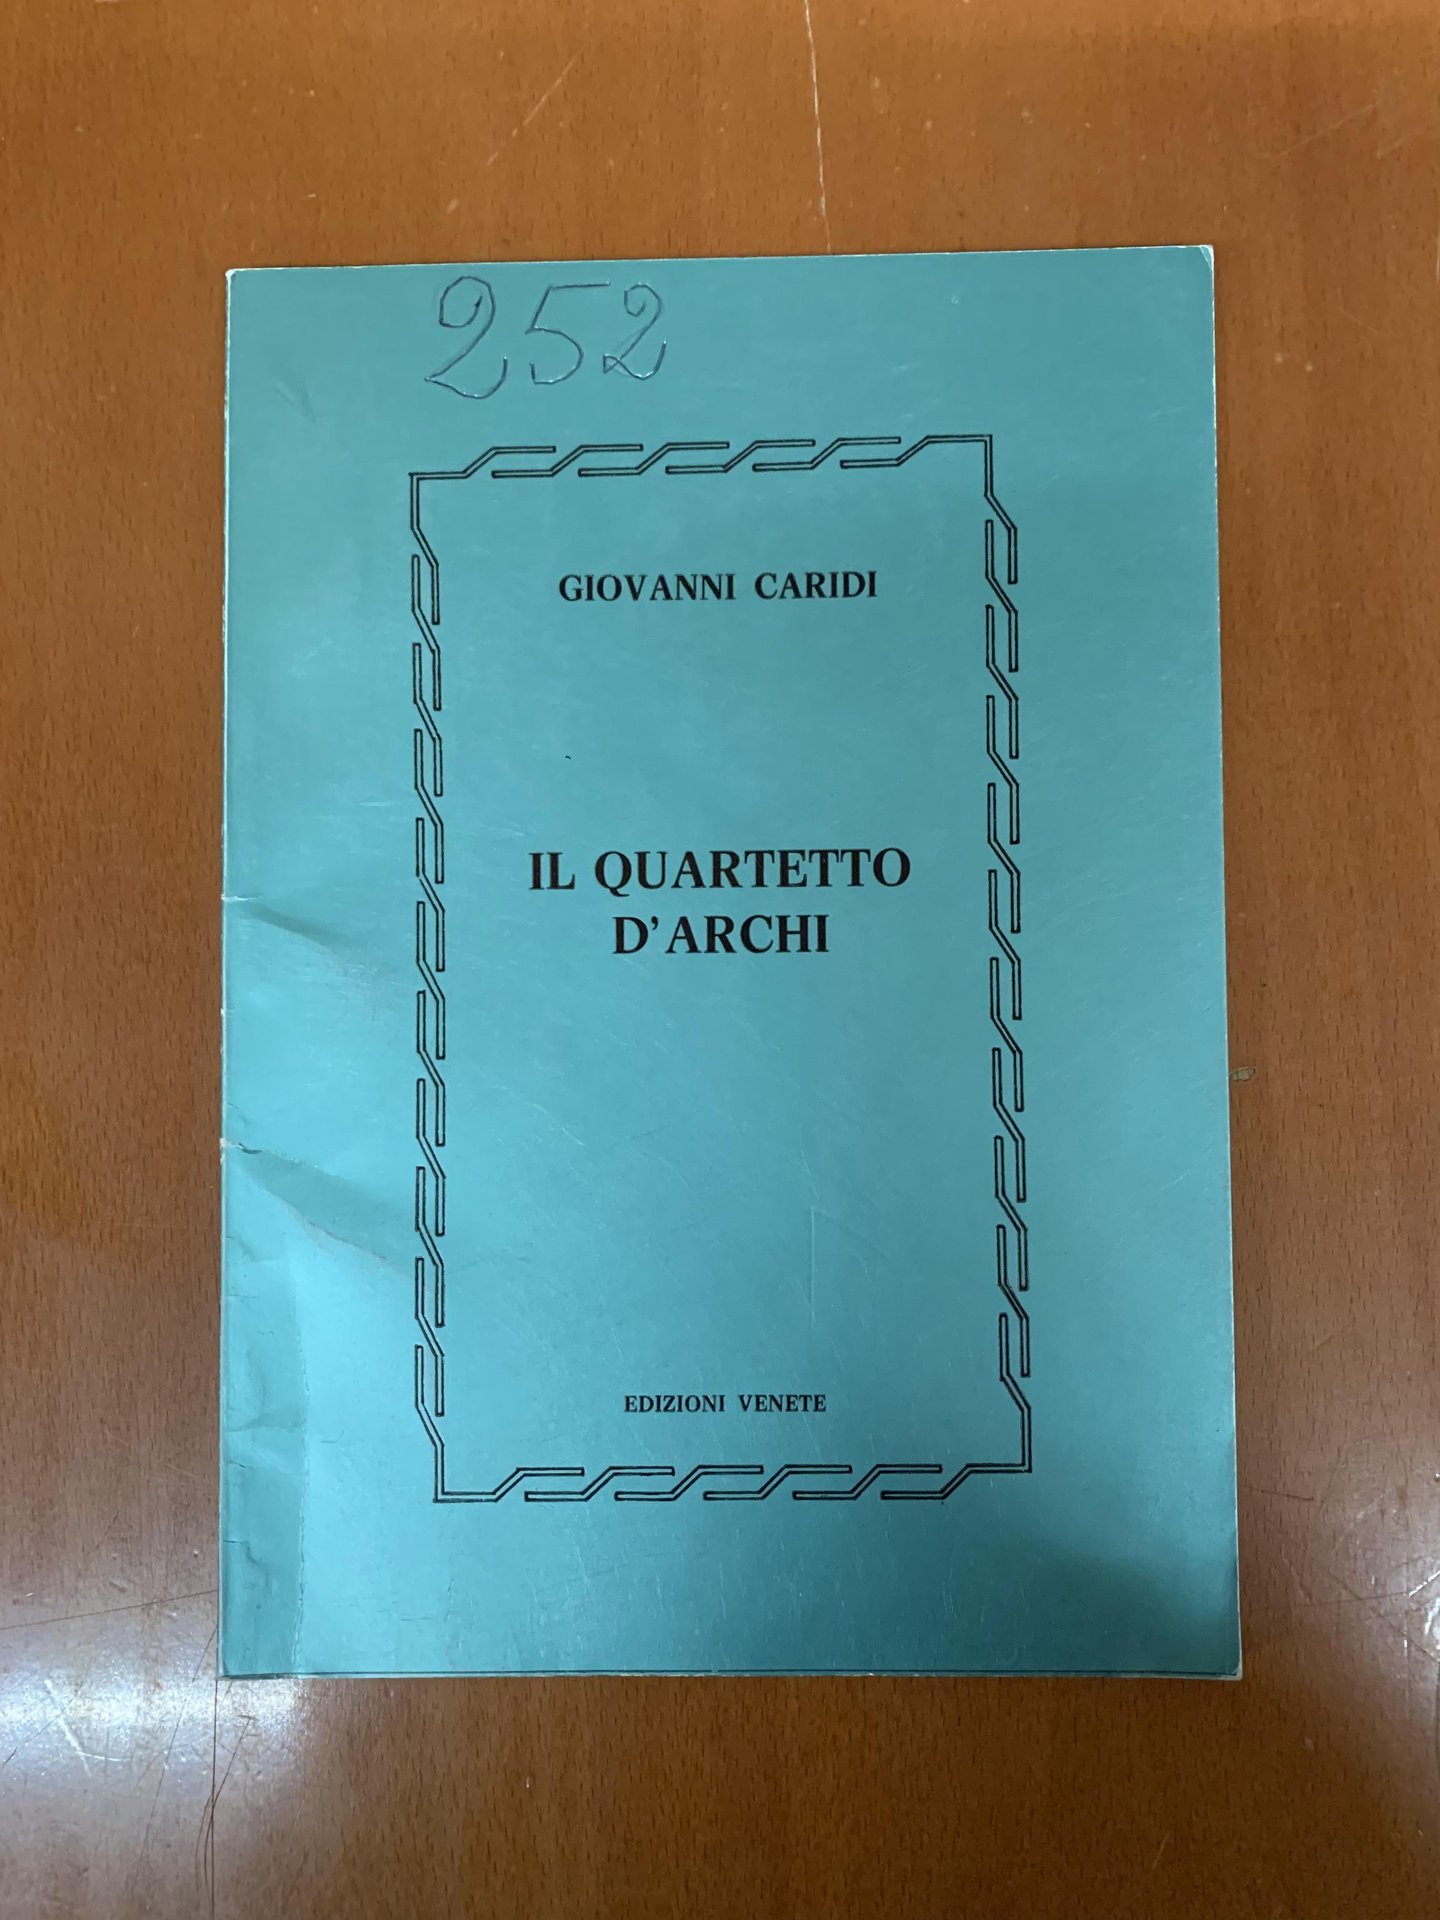 252
GIOVANNI CARIDI
IL QUARTETTO
D'ARCHI
EDIZIONI VENETE